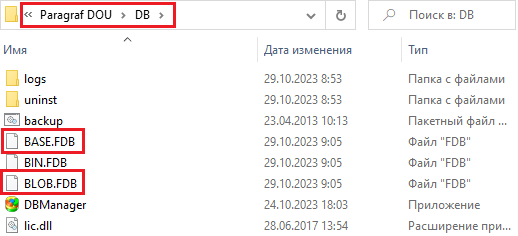 « Paragraf DOU > DB > Поиск в: DB
Имя Дата изменения Тип
logs 29.10.2023 8:53 Папка с файлами
uninst 29.10.2023 8:53 Папка с файлами
backup 23.04.2013 10:13 Пакетный файл ...
BASE.FDB 29.10.2023 9:05 Файл "FDB"
BIN.FDB 29.10.2023 9:05 Файл "FDB"
BLOB.FDB 29.10.2023 9:05 Файл "FDB"
DBManager 24.10.2023 18:03 Приложение
lic.dll 28.06.2017 13:54 Расширение при...